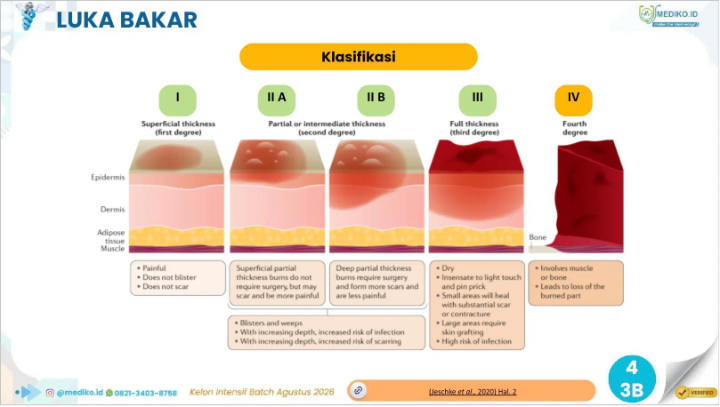 LUKA BAKAR
MEDIKO.ID
Klasifikasi
I
II A
II B
III
IV
Superficial thickness
(first degree)
Partial or intermediate thickness
(second degree)
Full thickness
(third degree)
Fourth
degree
Epidermis
Dermis
Adipose
tissue
Muscle
Bone
• Painful
• Does not blister
• Does not scar
Superficial partial
thickness burns do not
require surgery, but may
scar and be more painful
Deep partial thickness
burns require surgery
and form more scars and
are less painful
• Blisters and weeps
• With increasing depth, increased risk of infection
• With increasing depth, increased risk of scarring
• Dry
• Insensate to light touch
and pin prick
• Small areas will heal
with substantial scar
or contracture
• Large areas require
skin grafting
• High risk of infection
• Involves muscle
or bone
• Leads to loss of the
burned part
4
3B
@mediko.id
0821-3403-8768
Kelon Intensif Batch Agustus 2026
(Jeschke et al., 2020) Hal. 2
VERIFIED